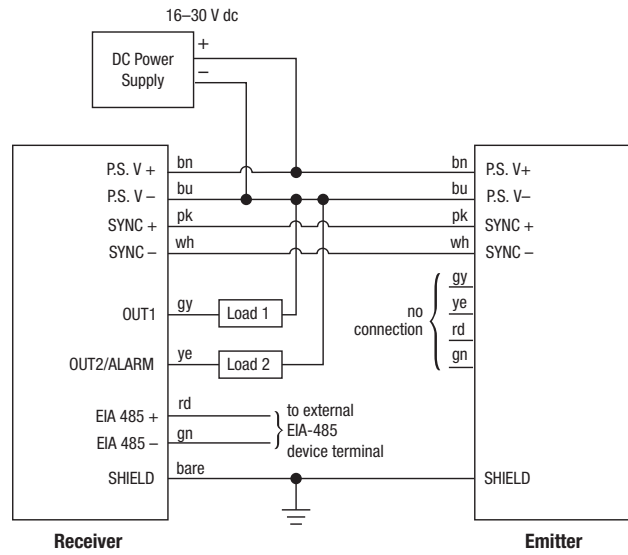 16–30 V dc
DC Power
Supply
+
–
P.S. V +
bn
bn
P.S. V+
P.S. V –
bu
bu
P.S. V–
SYNC +
pk
pk
SYNC +
SYNC –
wh
wh
SYNC –
gy
ye
rd
gn
no
connection
OUT1
gy
Load 1
OUT2/ALARM
ye
Load 2
EIA 485 +
rd
EIA 485 –
gn
to external
EIA-485
device terminal
SHIELD
bare
SHIELD
Receiver
Emitter